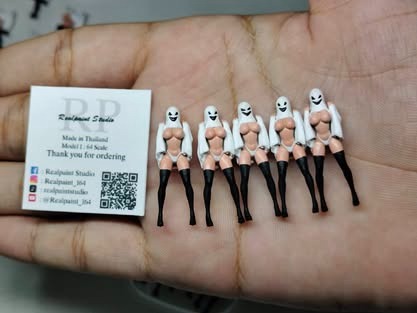 RP
Realpaint Studio
Made in Thailand
Model 1 : 64 Scale
Thank you for ordering
: Realpaint Studio
: Realpaint_164
: realpaintstudio
: @Realpaint_164